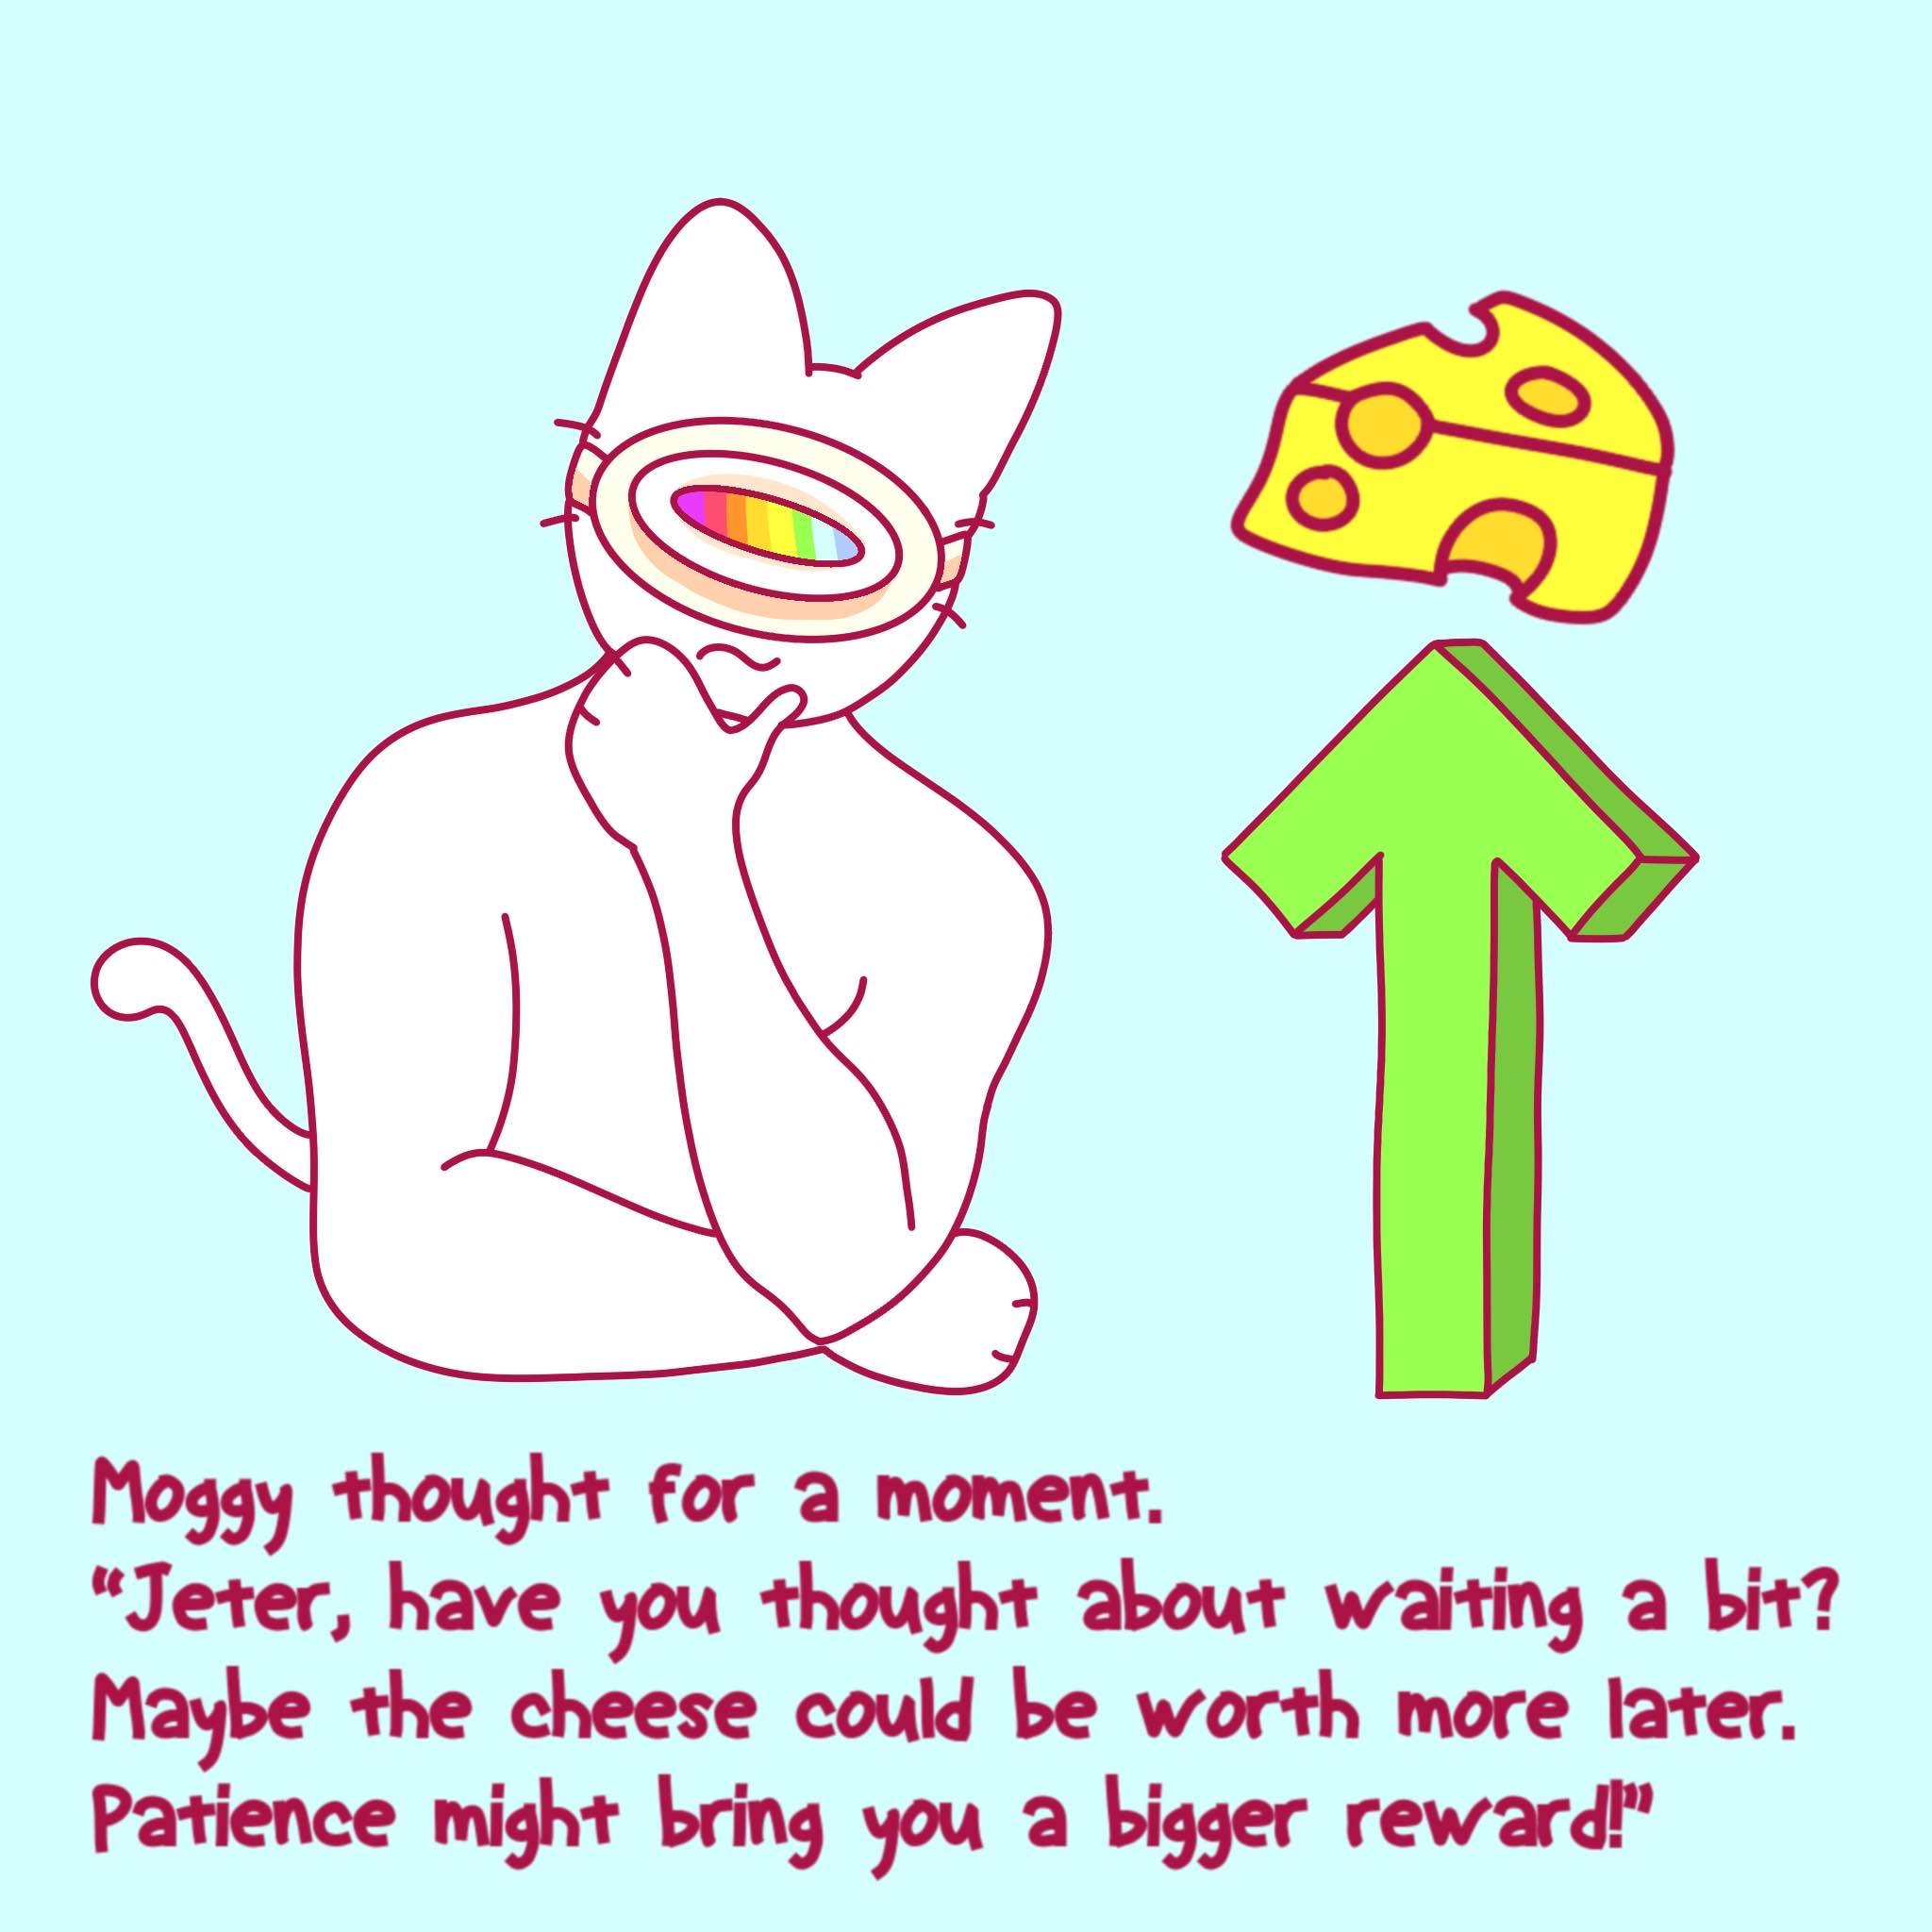 Moggy thought for a moment.
“Jeter, have you thought about waiting a bit?
Maybe the cheese could be worth more later.
Patience might bring you a bigger reward!”